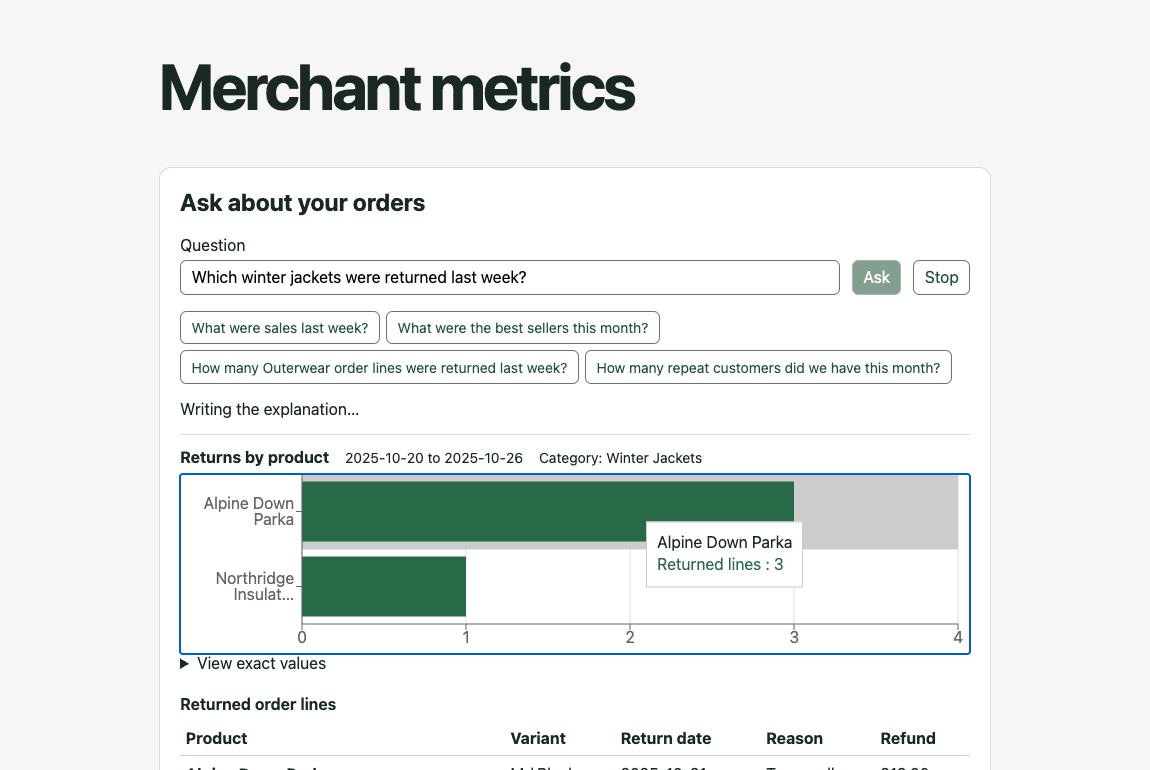 Merchant metrics
Ask about your orders
Question
Which winter jackets were returned last week?
Ask
Stop
What were sales last week?
What were the best sellers this month?
How many Outerwear order lines were returned last week?
How many repeat customers did we have this month?
Writing the explanation...
Returns by product 2025-10-20 to 2025-10-26 Category: Winter Jackets
Alpine Down
Parka
Alpine Down Parka
Returned lines : 3
Northridge
Insulat...
0 1 2 3 4
View exact values
Returned order lines
Product Variant Return date Reason Refund